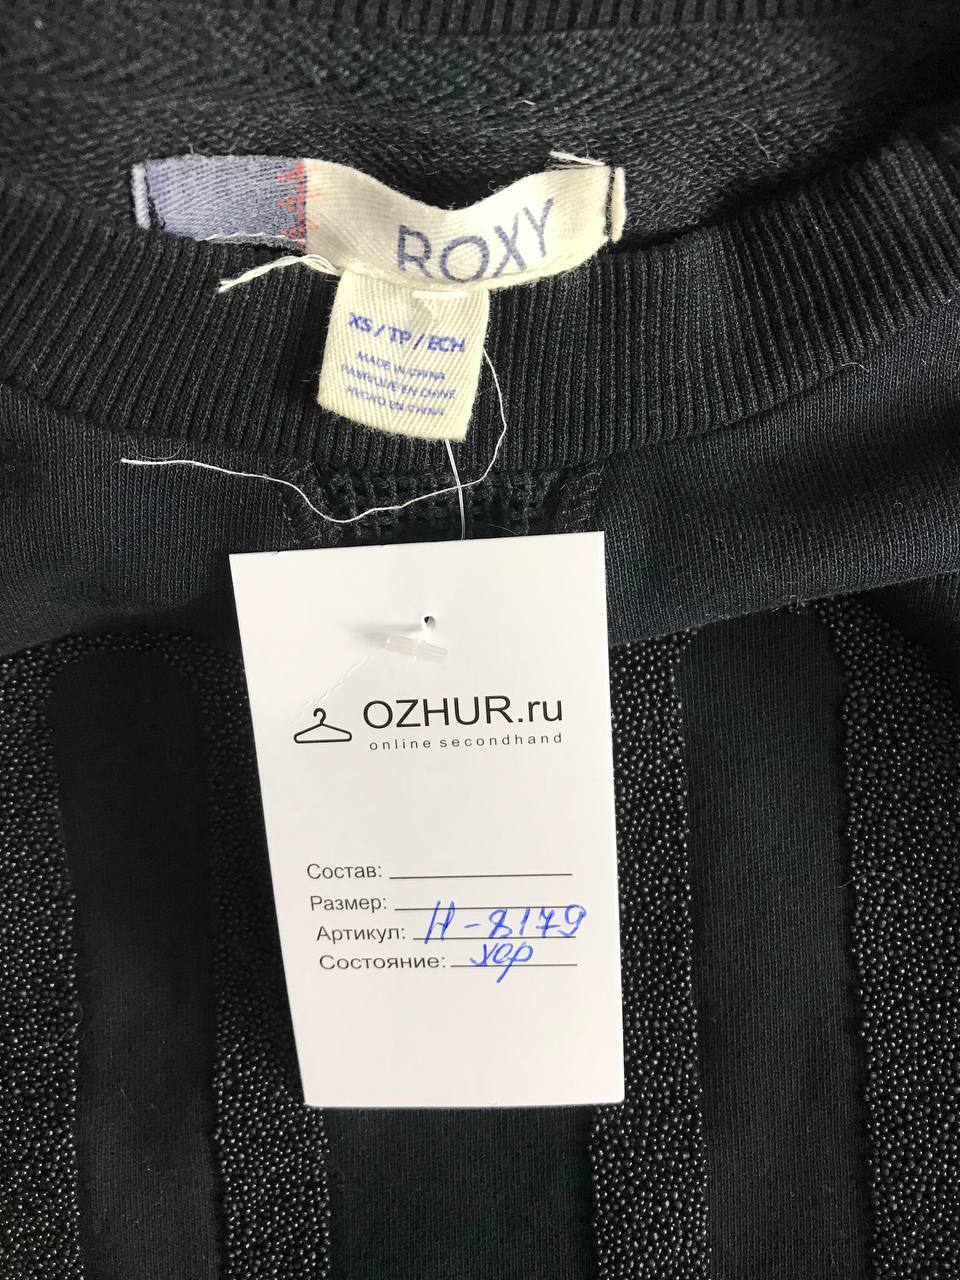 ROXY
XS / TP / ECH
MADE IN CHINA
FABRIQUE EN CHINE
HECHO EN CHINA
OZHUR.ru
online secondhand
Состав:
Размер:
Артикул: Н-8179
Состояние: хор